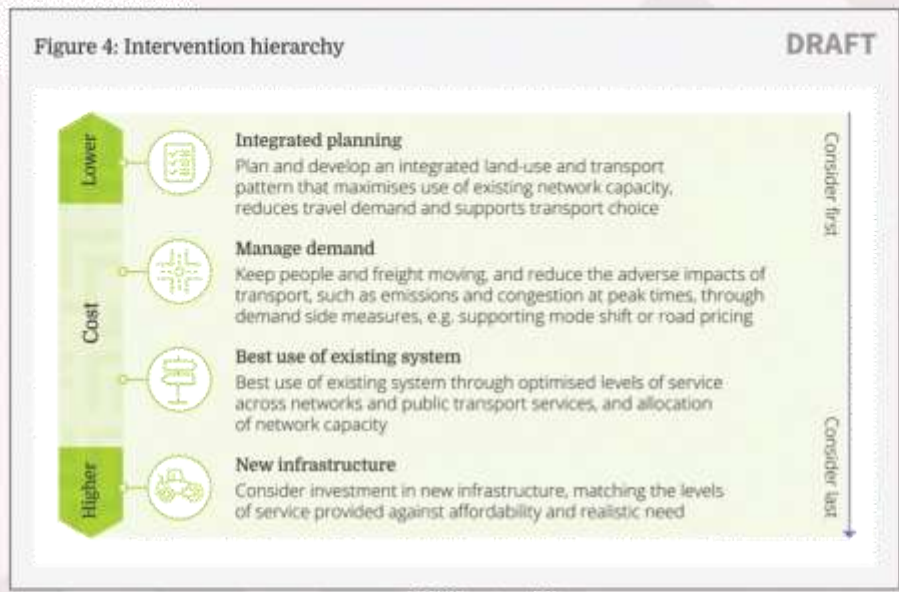 Figure 4: Intervention hierarchy
DRAFT
Lower
Cost
Higher
Integrated planning
Plan and develop an integrated land-use and transport
pattern that maximises use of existing network capacity,
reduces travel demand and supports transport choice
Manage demand
Keep people and freight moving, and reduce the adverse impacts of
transport, such as emissions and congestion at peak times, through
demand side measures, e.g. supporting mode shift or road pricing
Best use of existing system
Best use of existing system through optimised levels of service
across networks and public transport services, and allocation
of network capacity
New infrastructure
Consider investment in new infrastructure, matching the levels
of service provided against affordability and realistic need
Consider first
Consider last